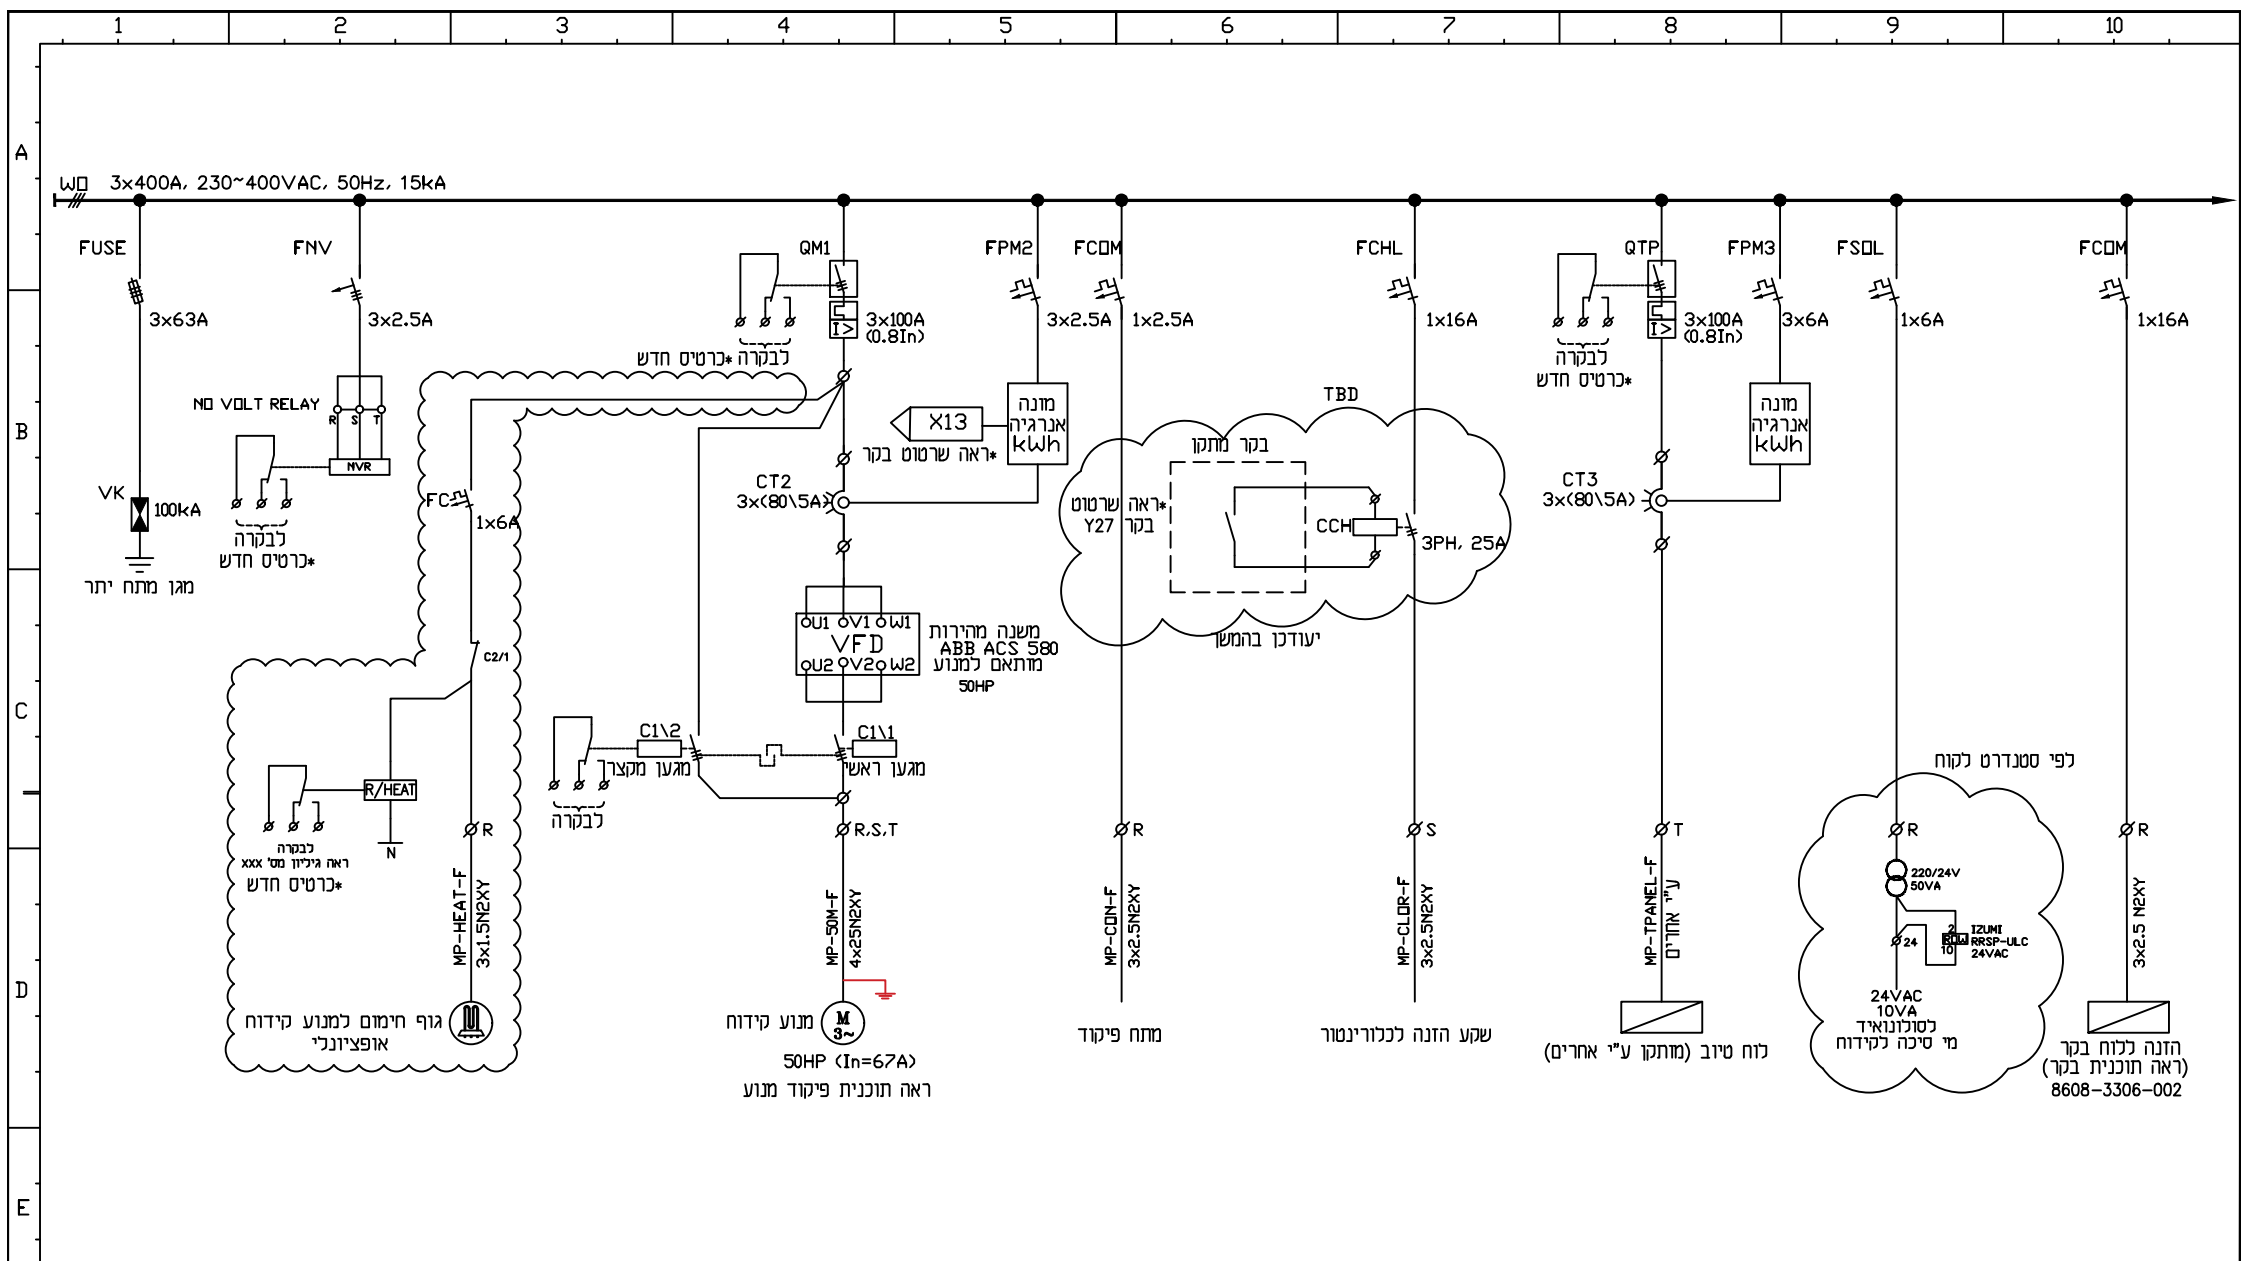 1 2 3 4 5 6 7 8 9 10
A
B
C
D
E
W0 3x400A, 230~400VAC, 50Hz, 15kA
FUSE
3x63A
VK
100kA
מגן מתח יתר
FNV
3x2.5A
NO VOLT RELAY
R S T
NVR
לבקרה
*כרטיס חדש
FC
1x6A
C2/1
R/HEAT
N
לבקרה
ראה גיליון מס' xxx
*כרטיס חדש
R
MP-HEAT-F
3x1.5N2XY
גוף חימום למנוע קידוח
אופציונלי
QM1
3x100A
(0.8In)
I>
לבקרה
*כרטיס חדש
CT2
3x(80\5A)
U1 V1 W1
VFD
U2 V2 W2
משנה מהירות
ABB ACS 580
מותאם למנוע
50HP
C1\2
מגען מקצר
C1\1
מגען ראשי
לבקרה
R,S,T
MP-50M-F
4x25N2XY
M
3~
מנוע קידוח
50HP (In=67A)
ראה תוכנית פיקוד מנוע
FPM2
3x2.5A
מונה
אנרגיה
kWh
X13
*ראה שרטוט בקר
FCOM
1x2.5A
R
MP-CON-F
3x2.5N2XY
מתח פיקוד
TBD
בקר מתקן
*ראה שרטוט
בקר Y27
CCH
3PH, 25A
יעודכן בהמשך
FCHL
1x16A
S
MP-CLOR-F
3x2.5N2XY
שקע הזנה לכלורינטור
QTP
3x100A
(0.8In)
I>
לבקרה
*כרטיס חדש
CT3
3x(80\5A)
T
MP-TPANEL-F
ע"י אחרים
לוח טיוב (מותקן ע"י אחרים)
FPM3
3x6A
מונה
אנרגיה
kWh
FSOL
1x6A
לפי סטנדרט לקוח
R
220/24V
50VA
24
2
ROW
10
IZUMI
RRSP-ULC
24VAC
24VAC
10VA
לסולונואיד
מי סיכה לקידוח
FCOM
1x16A
R
3x2.5 N2XY
הזנה ללוח בקר
(ראה תוכנית בקר)
8608-3306-002